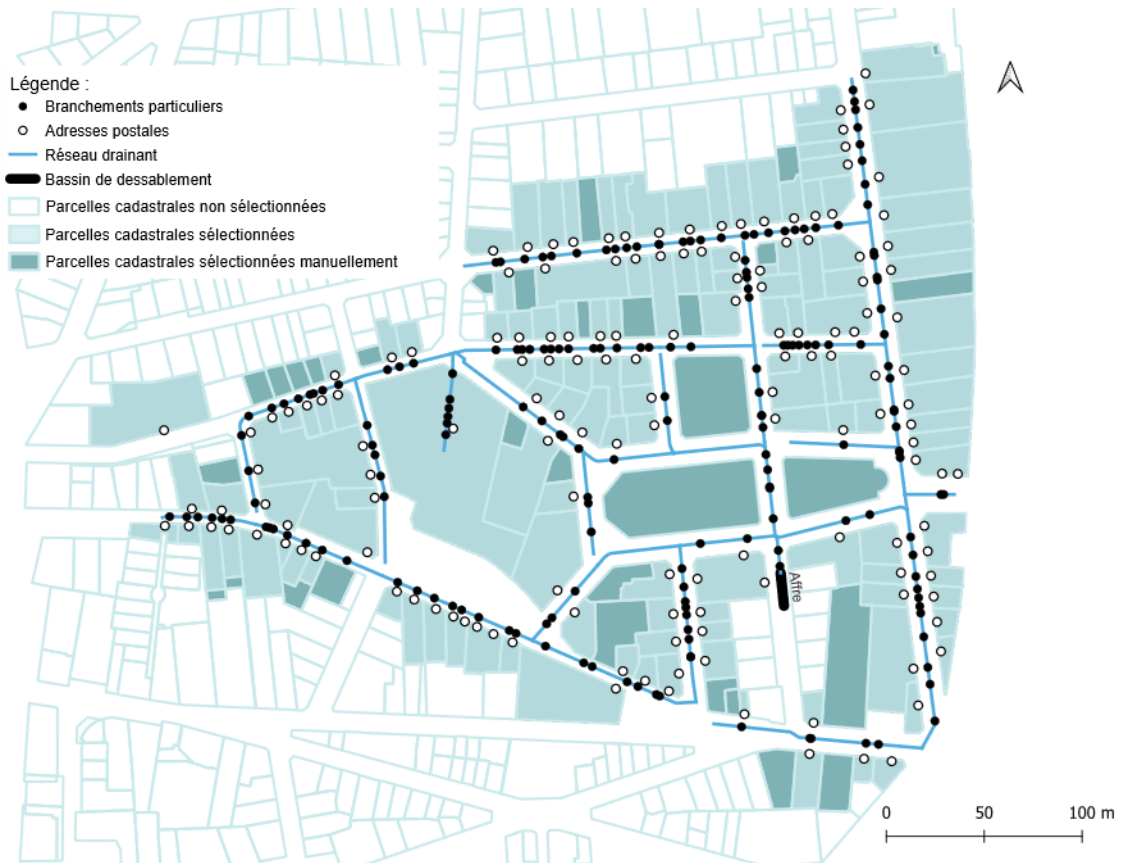 Légende :
Branchements particuliers
Adresses postales
Réseau drainant
Bassin de dessablement
Parcelles cadastrales non sélectionnées
Parcelles cadastrales sélectionnées
Parcelles cadastrales sélectionnées manuellement
Affre
0 50 100 m